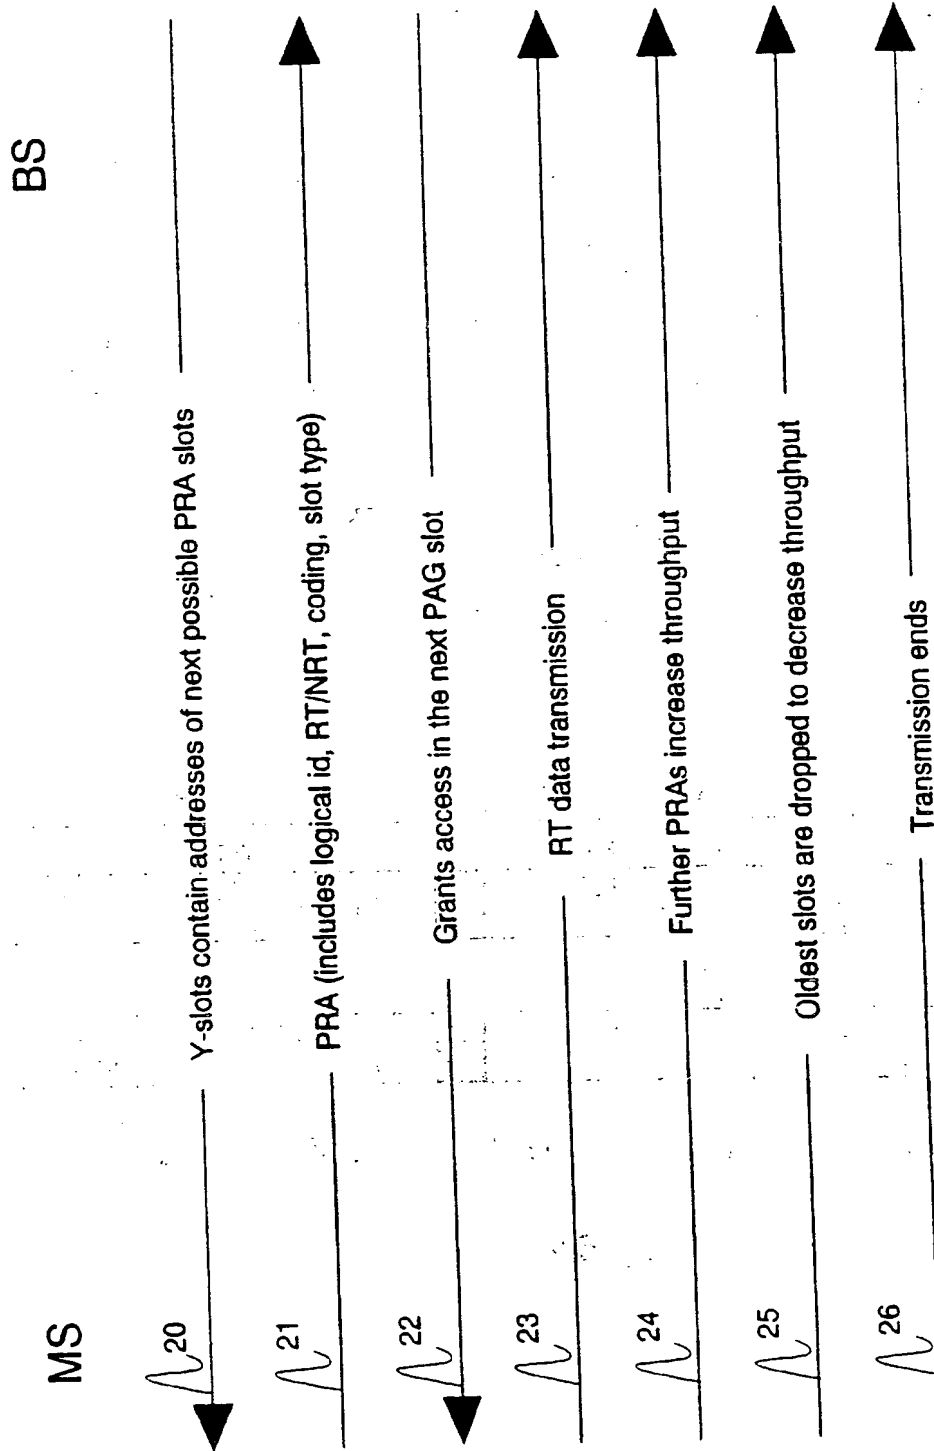 MS
BS
20
Y-slots contain addresses of next possible PRA slots
21
PRA (includes logical id, RT/NRT, coding, slot type)
22
Grants access in the next PAG slot
23
RT data transmission
24
Further PRAs increase throughput
25
Oldest slots are dropped to decrease throughput
26
Transmission ends